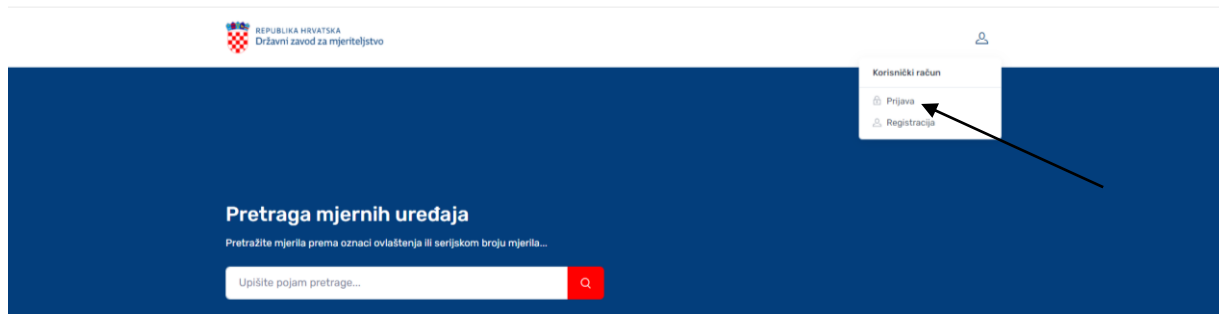 REPUBLIKA HRVATSKA
Državni zavod za mjeriteljstvo
Korisnički račun
Prijava
Registracija
Pretraga mjernih uređaja
Pretražite mjerila prema oznaci ovlaštenja ili serijskom broju mjerila...
Upišite pojam pretrage...